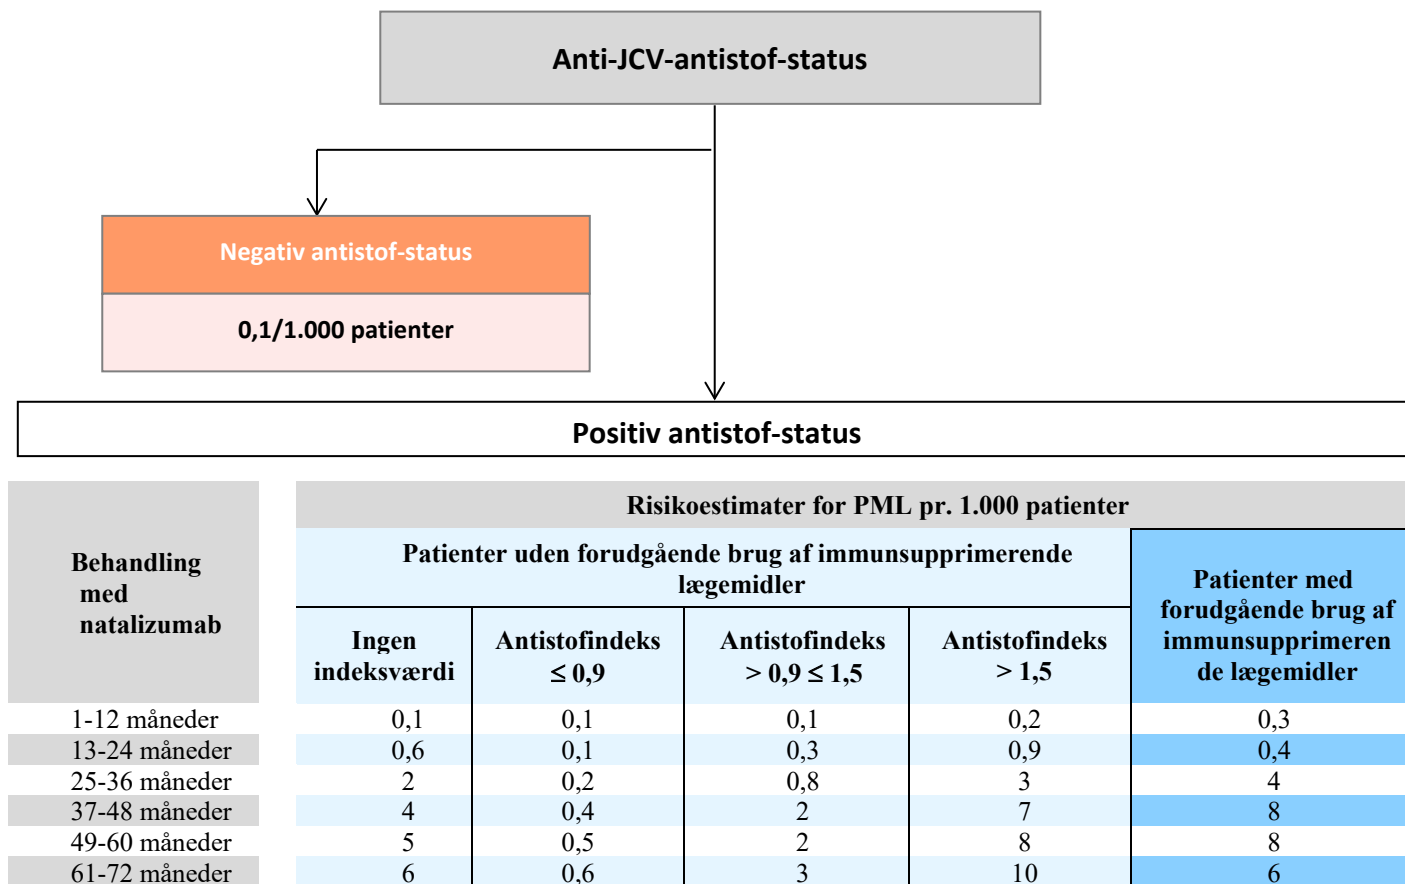 Anti-JCV-antistof-status
Negativ antistof-status
0,1/1.000 patienter
Positiv antistof-status
Behandling
med
natalizumab
Risikoestimater for PML pr. 1.000 patienter
Patienter uden forudgående brug af immunsupprimerende
lægemidler
Patienter med
forudgående brug af
immunsupprimeren
de lægemidler
Ingen
indeksværdi
Antistofindeks
≤ 0,9
Antistofindeks
> 0,9 ≤ 1,5
Antistofindeks
> 1,5
1-12 måneder 0,1 0,1 0,1 0,2 0,3
13-24 måneder 0,6 0,1 0,3 0,9 0,4
25-36 måneder 2 0,2 0,8 3 4
37-48 måneder 4 0,4 2 7 8
49-60 måneder 5 0,5 2 8 8
61-72 måneder 6 0,6 3 10 6